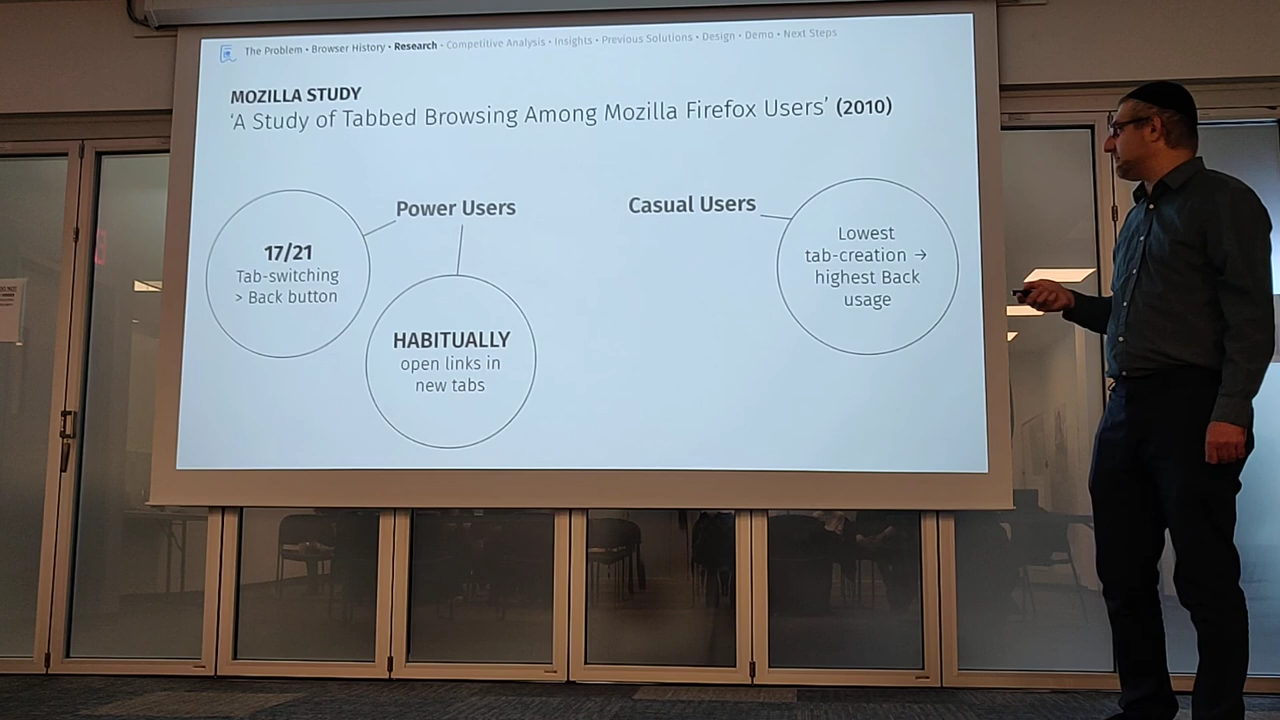 The Problem • Browser History • Research • Competitive Analysis • Insights • Previous Solutions • Design • Demo • Next Steps
MOZILLA STUDY
‘A Study of Tabbed Browsing Among Mozilla Firefox Users’ (2010)
Power Users
17/21
Tab-switching
> Back button
HABITUALLY
open links in
new tabs
Casual Users
Lowest
tab-creation →
highest Back
usage